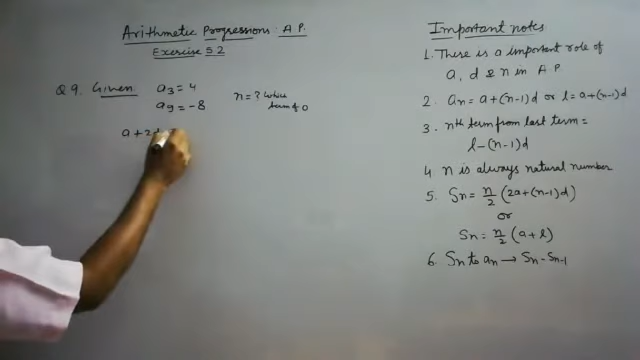 Arithmetic Progressions: A.P.
Exercise 5.2
Q9. Given a3 = 4
a9 = -8
n = ? which
term of 0
a + 2d
Important notes
1. There is a important role of
a, d & n in A.P
2. an = a + (n-1)d or l = a + (n-1)d
3. nth term from last term =
l - (n-1)d
4. n is always natural number
5. Sn = n/2 (2a + (n-1)d)
or
Sn = n/2 (a + l)
6. Sn to an → Sn - Sn-1